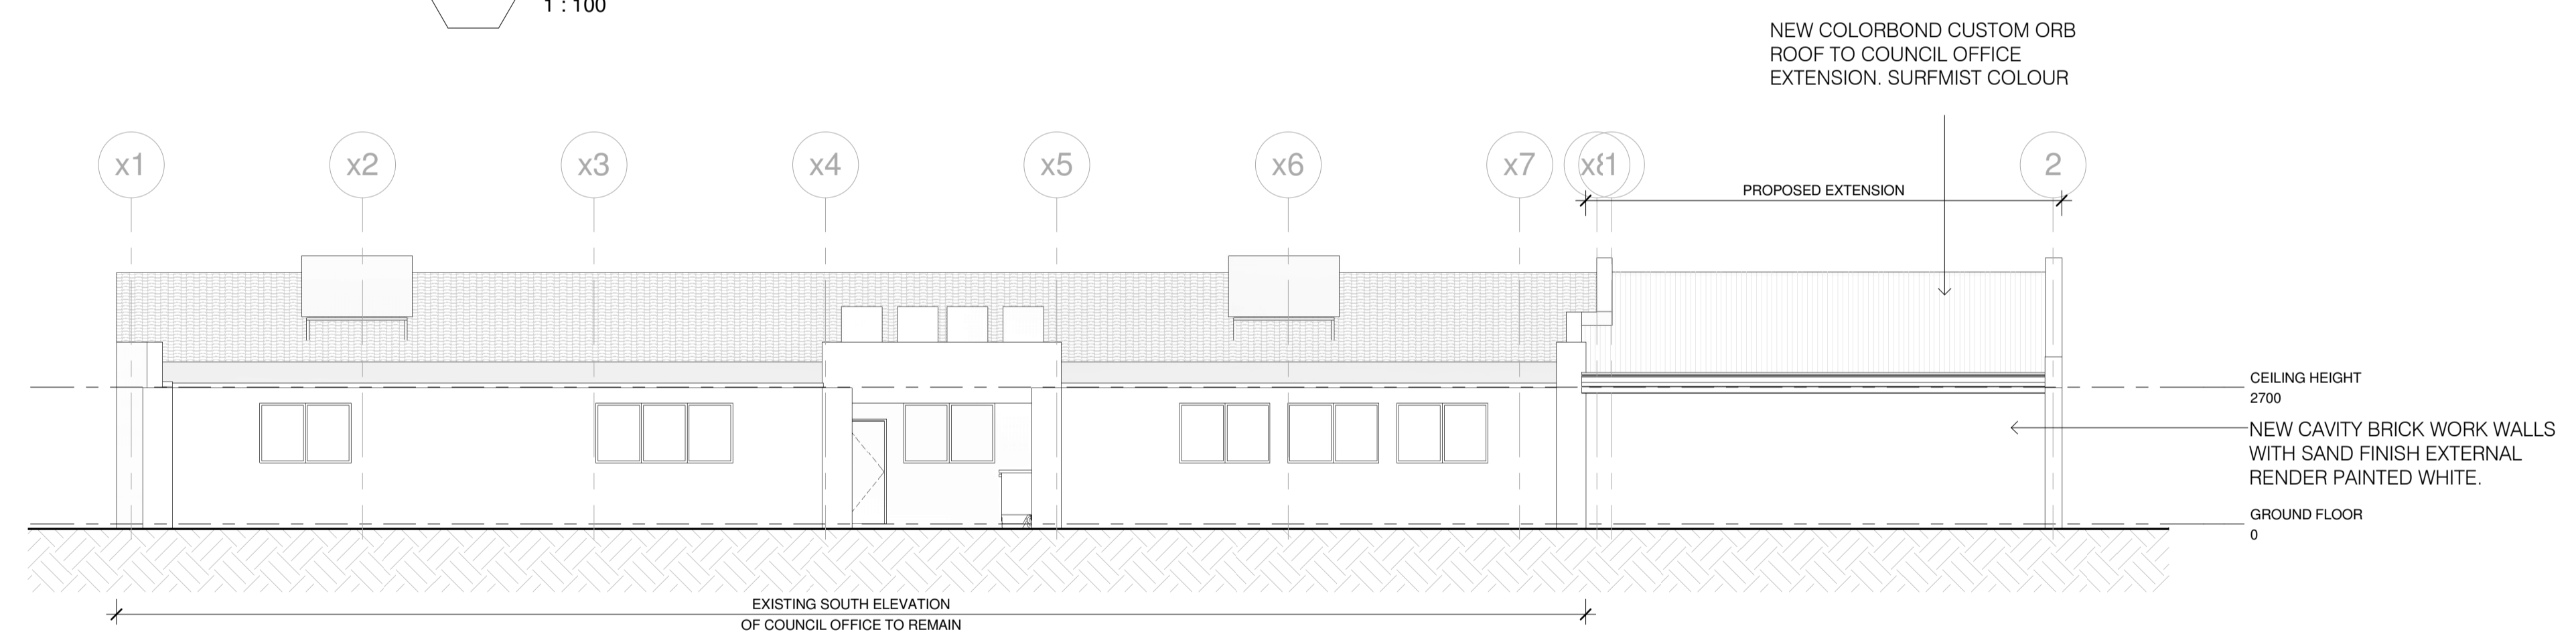 1 : 100
NEW COLORBOND CUSTOM ORB
ROOF TO COUNCIL OFFICE
EXTENSION. SURFMIST COLOUR
x1
x2
x3
x4
x5
x6
x7
1
2
PROPOSED EXTENSION
CEILING HEIGHT
2700
NEW CAVITY BRICK WORK WALLS
WITH SAND FINISH EXTERNAL
RENDER PAINTED WHITE.
GROUND FLOOR
0
EXISTING SOUTH ELEVATION
OF COUNCIL OFFICE TO REMAIN